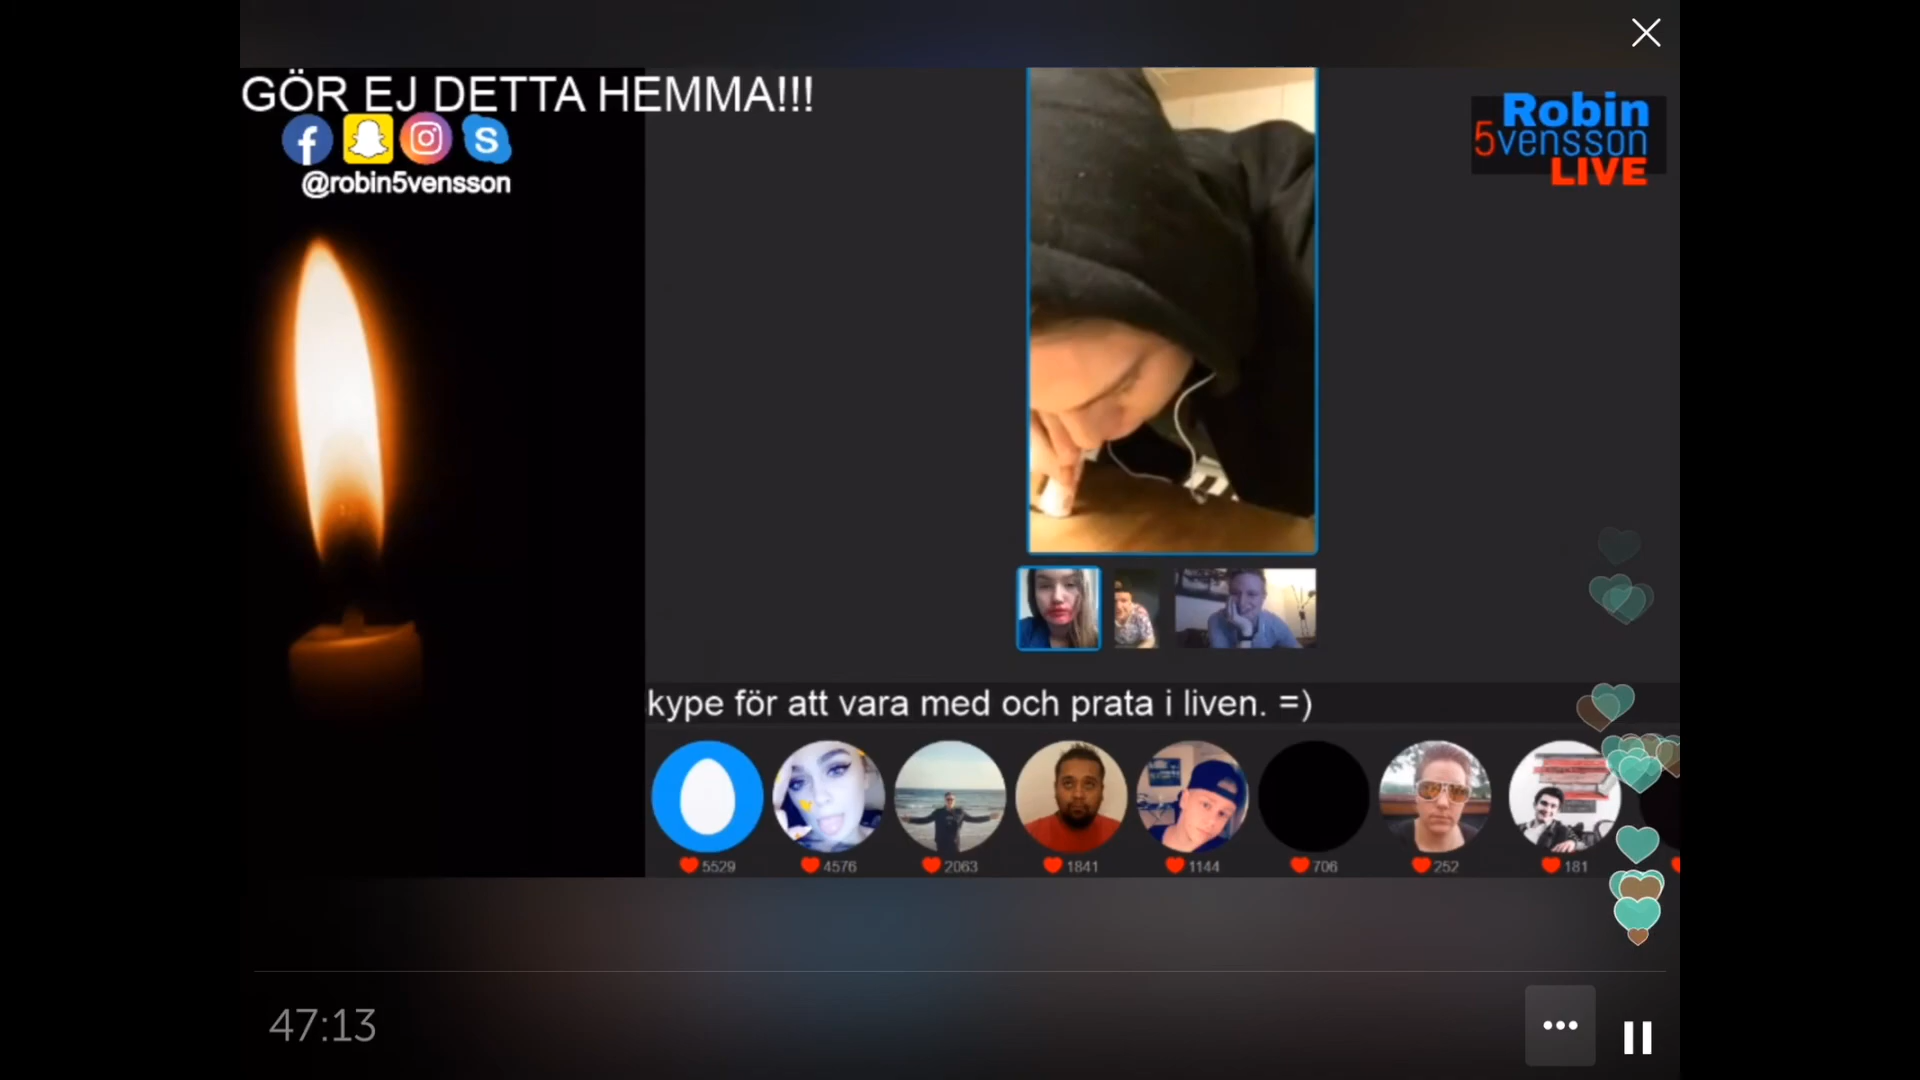 GÖR EJ DETTA HEMMA!!!
@robin5vensson
Robin
5vensson
LIVE
kype för att vara med och prata i liven. =)
5529
4576
2063
1841
1144
706
252
181
47:13